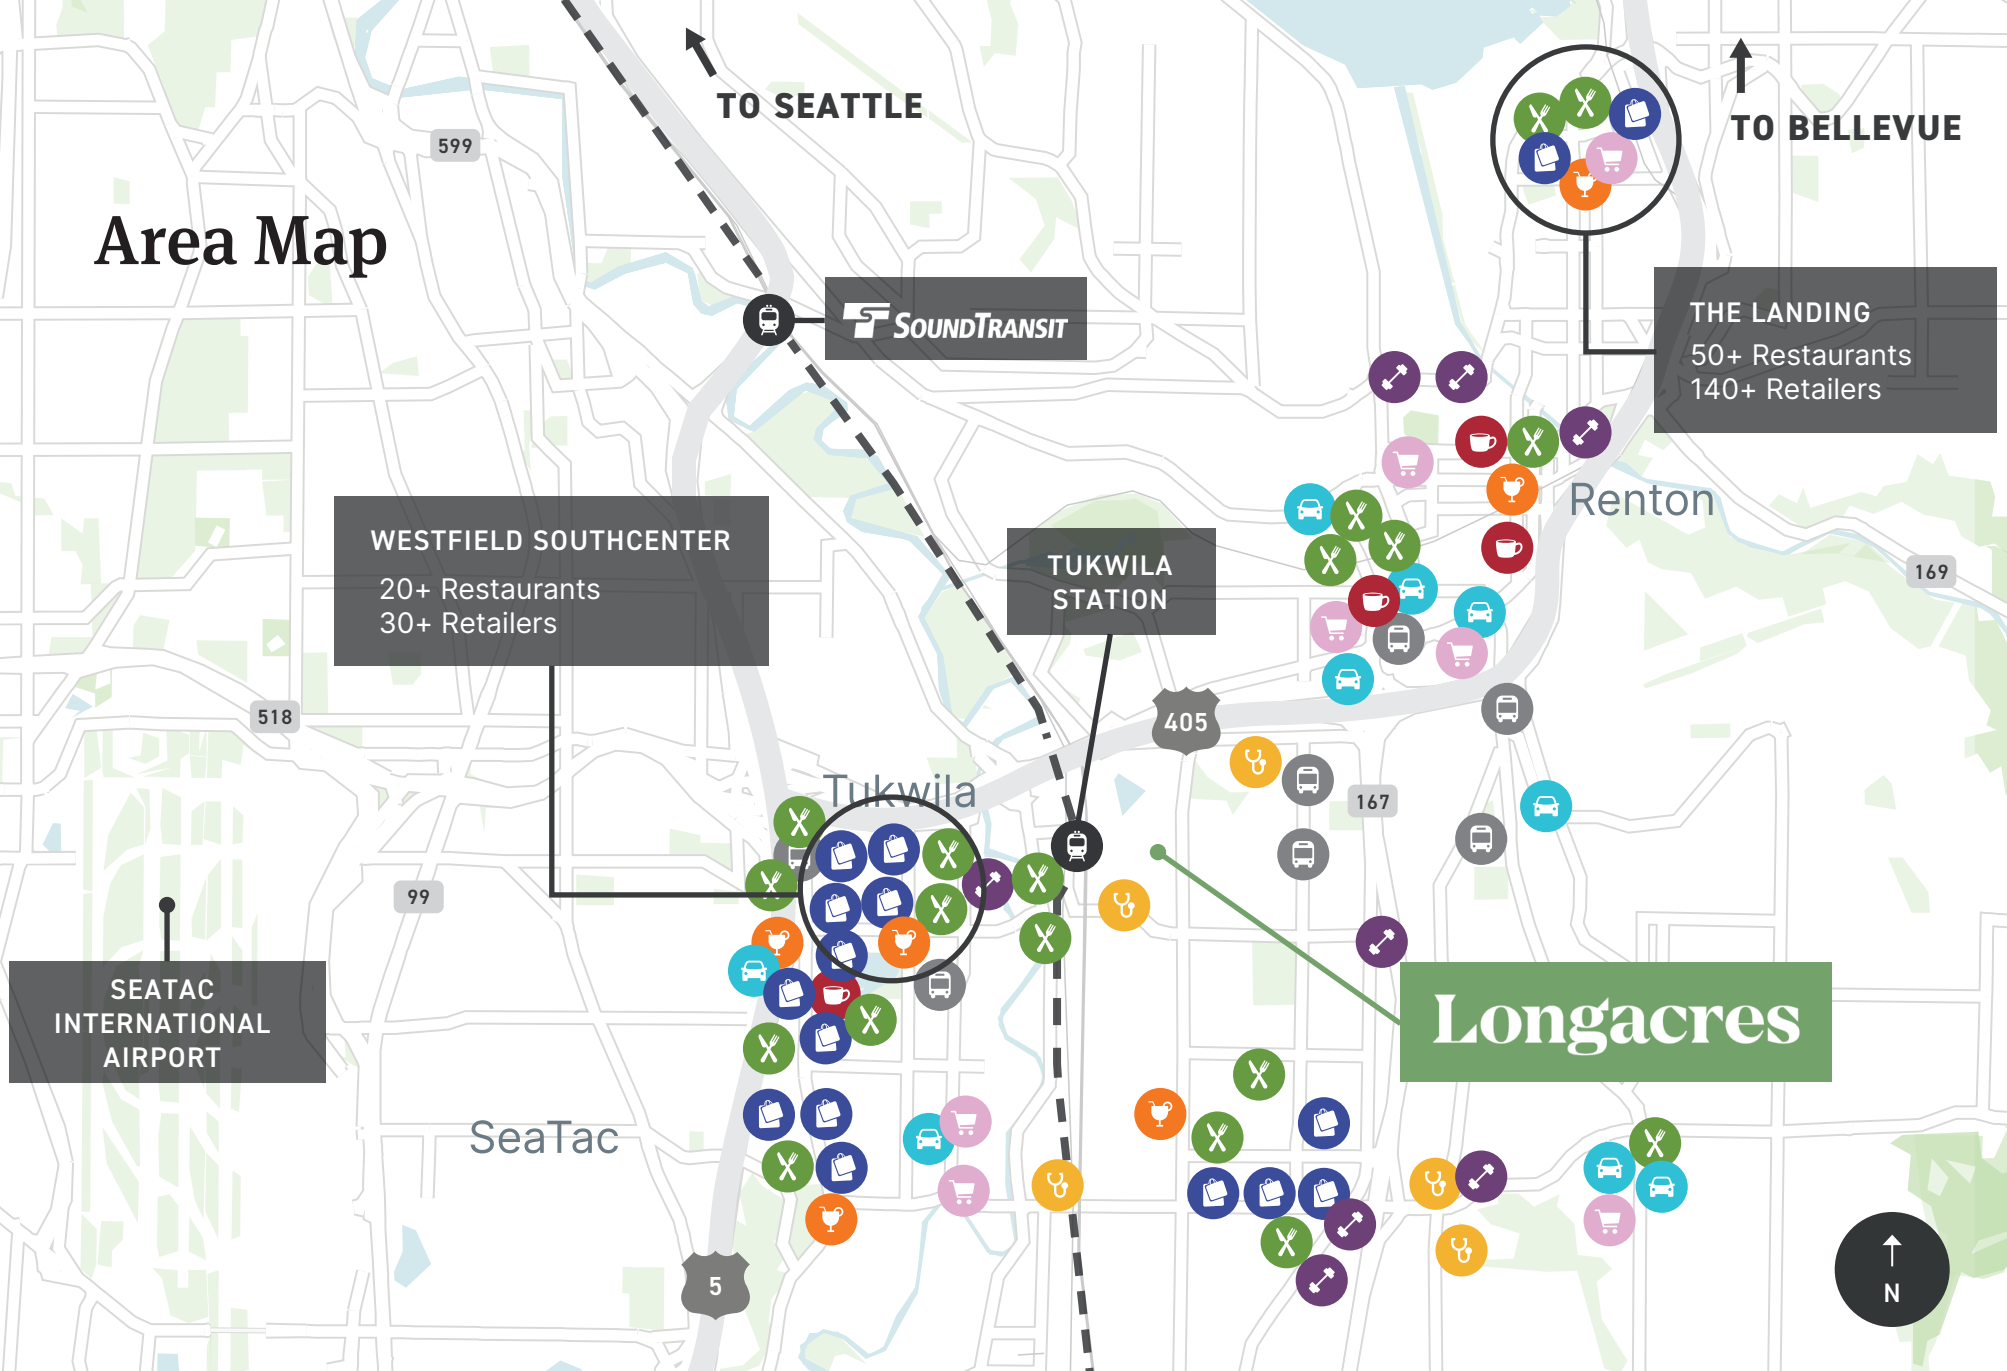 TO SEATTLE
TO BELLEVUE
599
Area Map
SOUNDTRANSIT
THE LANDING
50+ Restaurants
140+ Retailers
Renton
WESTFIELD SOUTHCENTER
20+ Restaurants
30+ Retailers
TUKWILA
STATION
169
518
405
Tukwila
167
99
SEATAC
INTERNATIONAL
AIRPORT
Longacres
SeaTac
5
N